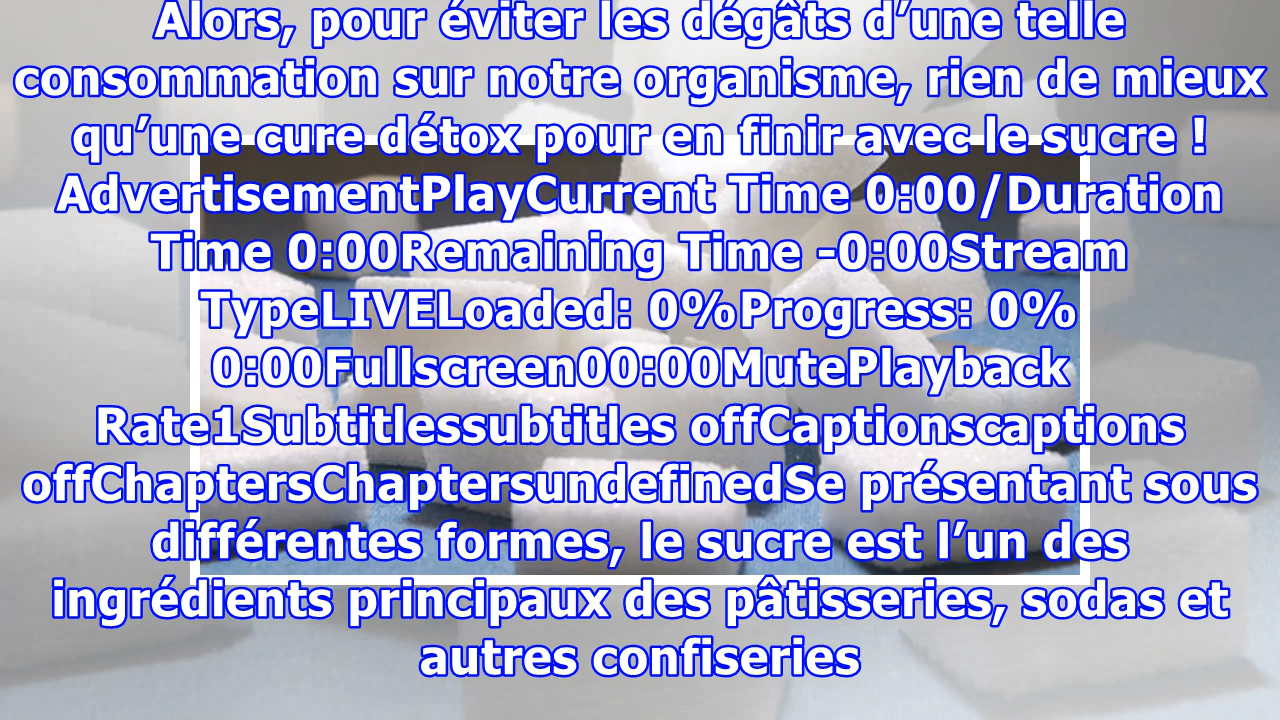 Alors, pour éviter les dégâts d’une telle
consommation sur notre organisme, rien de mieux
qu’une cure détox pour en finir avec le sucre !
AdvertisementPlayCurrent Time 0:00/Duration
Time 0:00Remaining Time -0:00Stream
TypeLIVELoaded: 0%Progress: 0%
0:00Fullscreen00:00MutePlayback
Rate1Subtitlessubtitles offCaptionscaptions
offChaptersChaptersundefinedSe présentant sous
différentes formes, le sucre est l’un des
ingrédients principaux des pâtisseries, sodas et
autres confiseries